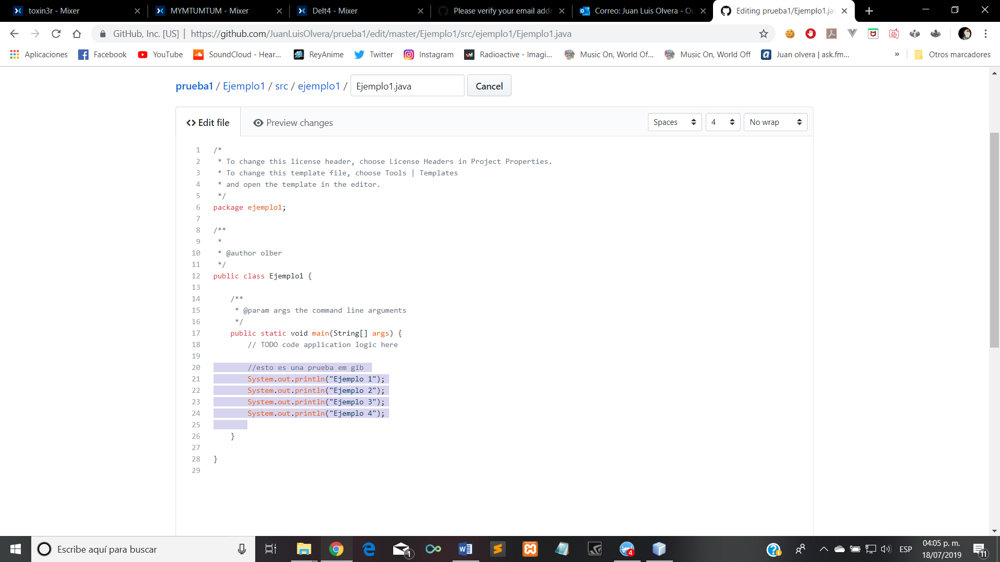 toxin3r - Mixer
MYMTUMTUM - Mixer
Delt4 - Mixer
Please verify your email addr
Correo: Juan Luis Olvera - Ou
Editing prueba1/Ejemplo1.ja
GitHub, Inc. [US] | https://github.com/JuanLuisOlvera/prueba1/edit/master/Ejemplo1/src/ejemplo1/Ejemplo1.java
Aplicaciones Facebook YouTube SoundCloud - Hear... ReyAnime Twitter Instagram Radioactive - Imagi... Music On, World Of... Music On, World Off Juan olvera | ask.fm... » Otros marcadores
prueba1 / Ejemplo1 / src / ejemplo1 / Ejemplo1.java Cancel
<> Edit file Preview changes Spaces 4 No wrap
1 /*
2 * To change this license header, choose License Headers in Project Properties.
3 * To change this template file, choose Tools | Templates
4 * and open the template in the editor.
5 */
6 package ejemplo1;
7
8 /**
9 *
10 * @author olber
11 */
12 public class Ejemplo1 {
13
14 /**
15 * @param args the command line arguments
16 */
17 public static void main(String[] args) {
18 // TODO code application logic here
19
20 //esto es una prueba em gib
21 System.out.println("Ejemplo 1");
22 System.out.println("Ejemplo 2");
23 System.out.println("Ejemplo 3");
24 System.out.println("Ejemplo 4");
25
26 }
27
28 }
29
Escribe aquí para buscar
1
4
ESP
04:05 p. m.
18/07/2019
11